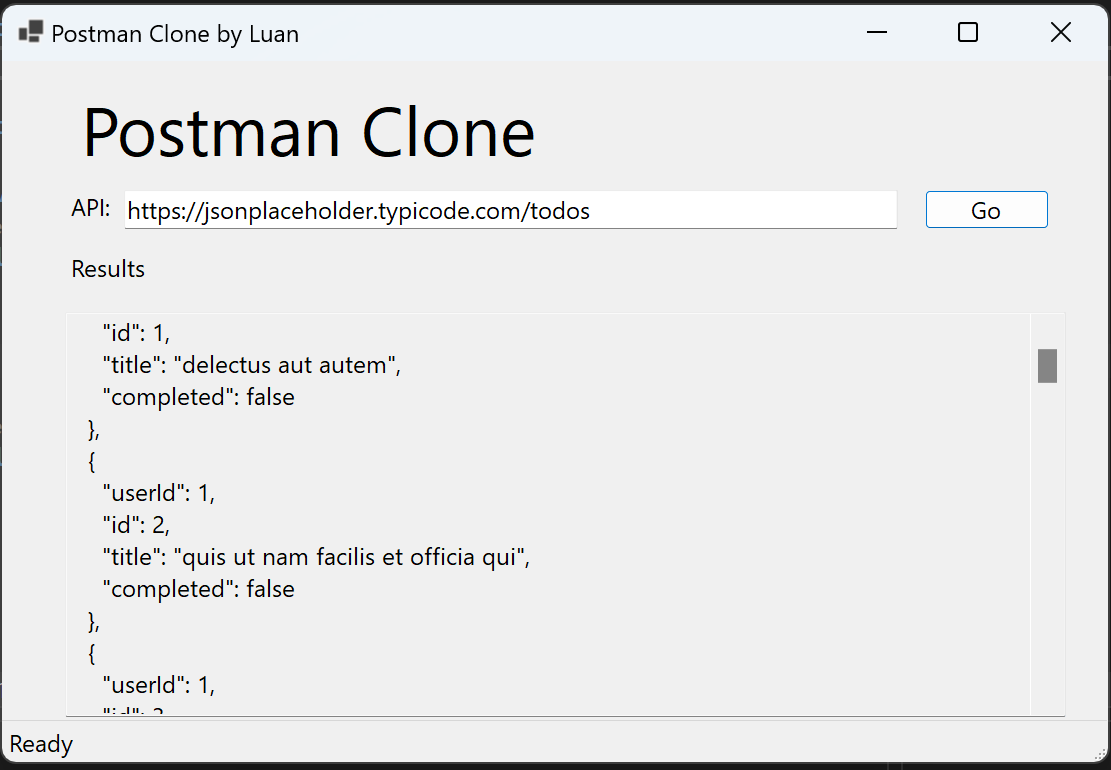 Postman Clone by Luan
Postman Clone
API: https://jsonplaceholder.typicode.com/todos Go
Results
"id": 1,
"title": "delectus aut autem",
"completed": false
},
{
"userId": 1,
"id": 2,
"title": "quis ut nam facilis et officia qui",
"completed": false
},
{
"userId": 1,
Ready